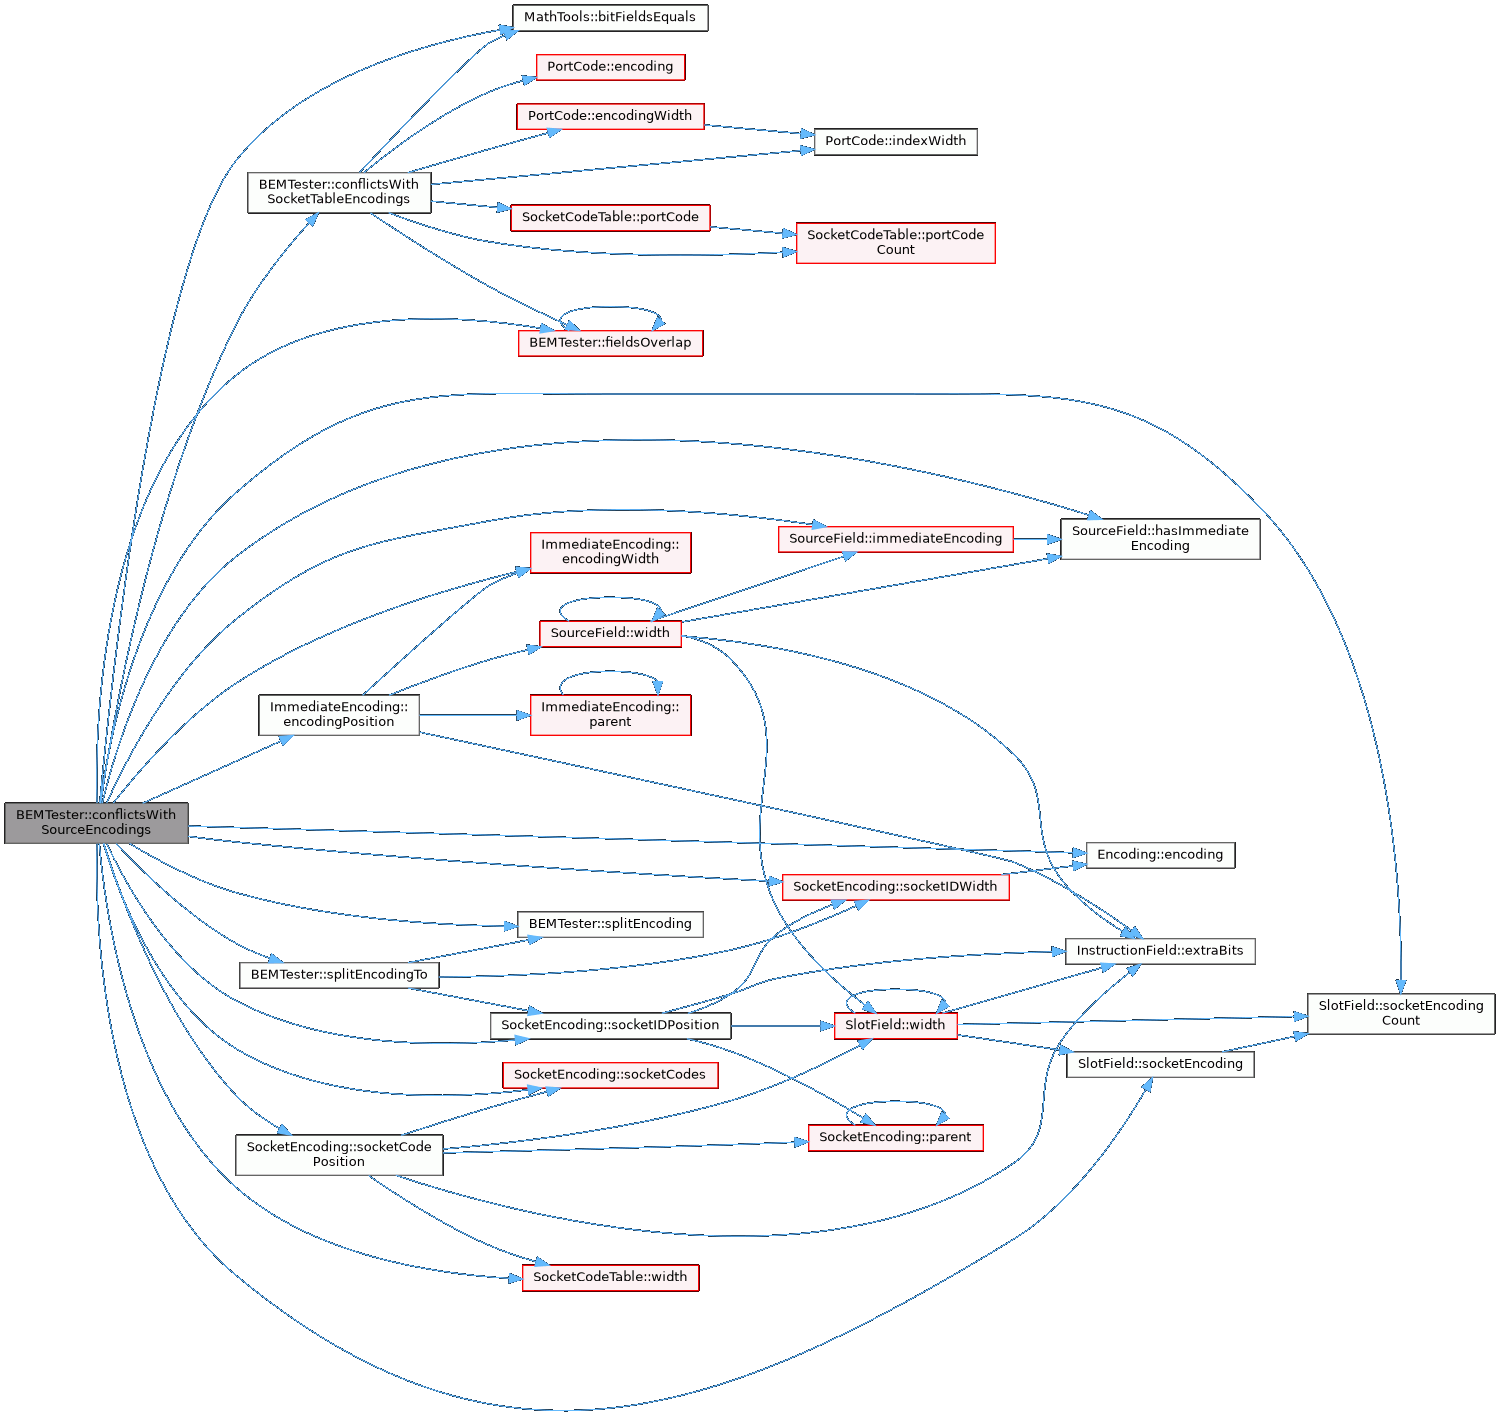 MathTools::bitFieldsEquals
PortCode::encoding
PortCode::encodingWidth
PortCode::indexWidth
BEMTester::conflictsWith
SocketTableEncodings
SocketCodeTable::portCode
SocketCodeTable::portCode
Count
BEMTester::fieldsOverlap
SourceField::hasImmediate
Encoding
SourceField::immediateEncoding
ImmediateEncoding::
encodingWidth
SourceField::width
ImmediateEncoding::
encodingPosition
ImmediateEncoding::
parent
BEMTester::conflictsWith
SourceEncodings
Encoding::encoding
SocketEncoding::socketIDWidth
BEMTester::splitEncoding
InstructionField::extraBits
BEMTester::splitEncodingTo
SlotField::socketEncoding
Count
SocketEncoding::socketIDPosition
SlotField::width
SlotField::socketEncoding
SocketEncoding::socketCodes
SocketEncoding::parent
SocketEncoding::socketCode
Position
SocketCodeTable::width